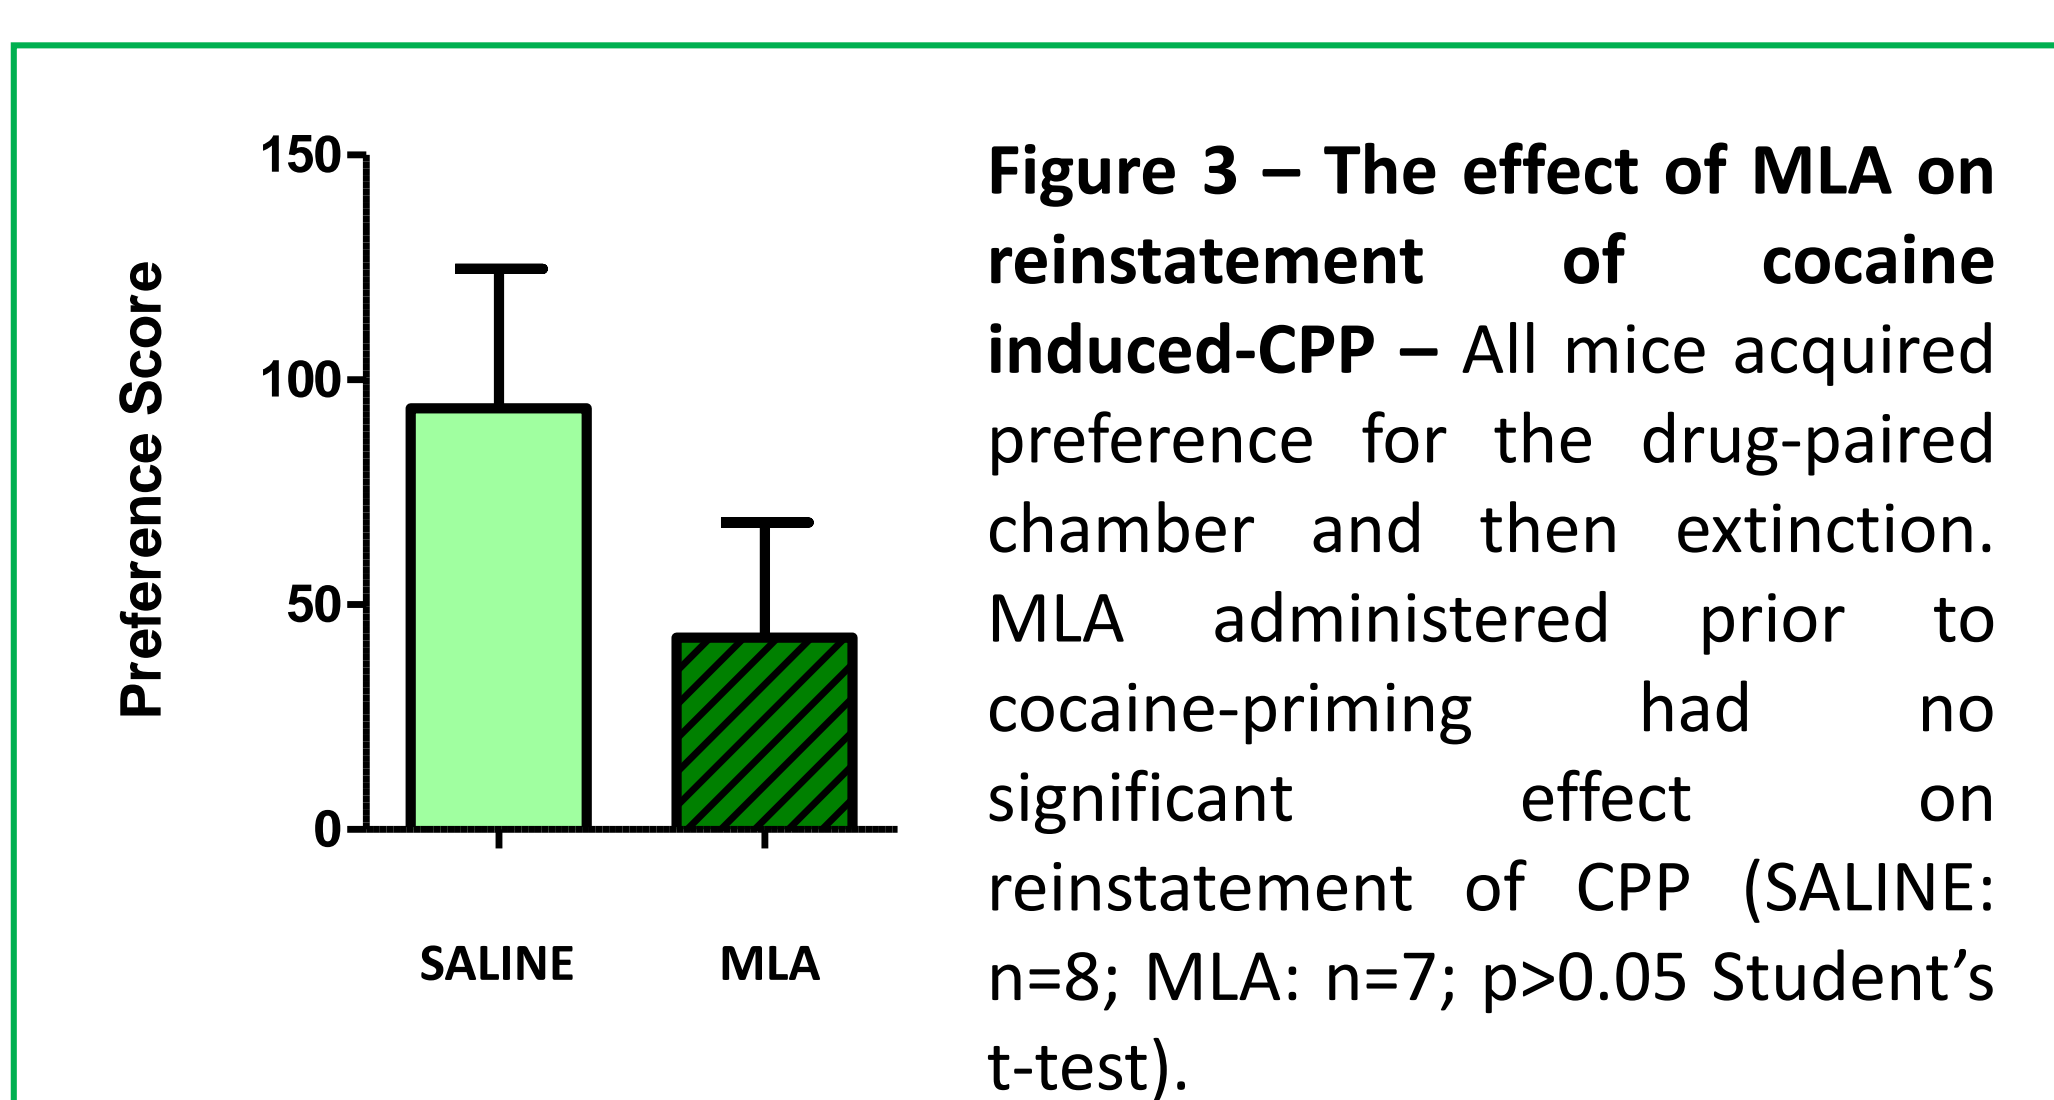 150
100
50
0
Preference Score
SALINE
MLA
Figure 3 – The effect of MLA on
reinstatement of cocaine
induced-CPP – All mice acquired
preference for the drug-paired
chamber and then extinction.
MLA administered prior to
cocaine-priming had no
significant effect on
reinstatement of CPP (SALINE:
n=8; MLA: n=7; p>0.05 Student’s
t-test).